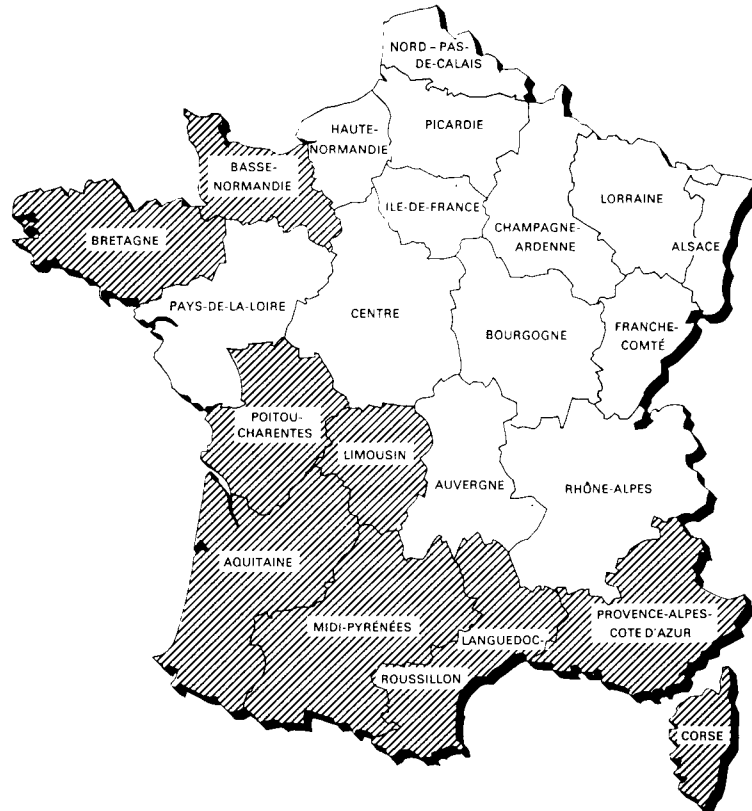 NORD – PAS-
DE-CALAIS
HAUTE-
NORMANDIE
PICARDIE
BASSE-
NORMANDIE
ILE-DE-FRANCE
LORRAINE
CHAMPAGNE-
ARDENNE
ALSACE
BRETAGNE
PAYS-DE-LA-LOIRE
CENTRE
BOURGOGNE
FRANCHE-
COMTÉ
POITOU-
CHARENTES
LIMOUSIN
AUVERGNE
RHÔNE-ALPES
AQUITAINE
MIDI-PYRÉNÉES
LANGUEDOC-
ROUSSILLON
PROVENCE-ALPES-
COTE D'AZUR
CORSE